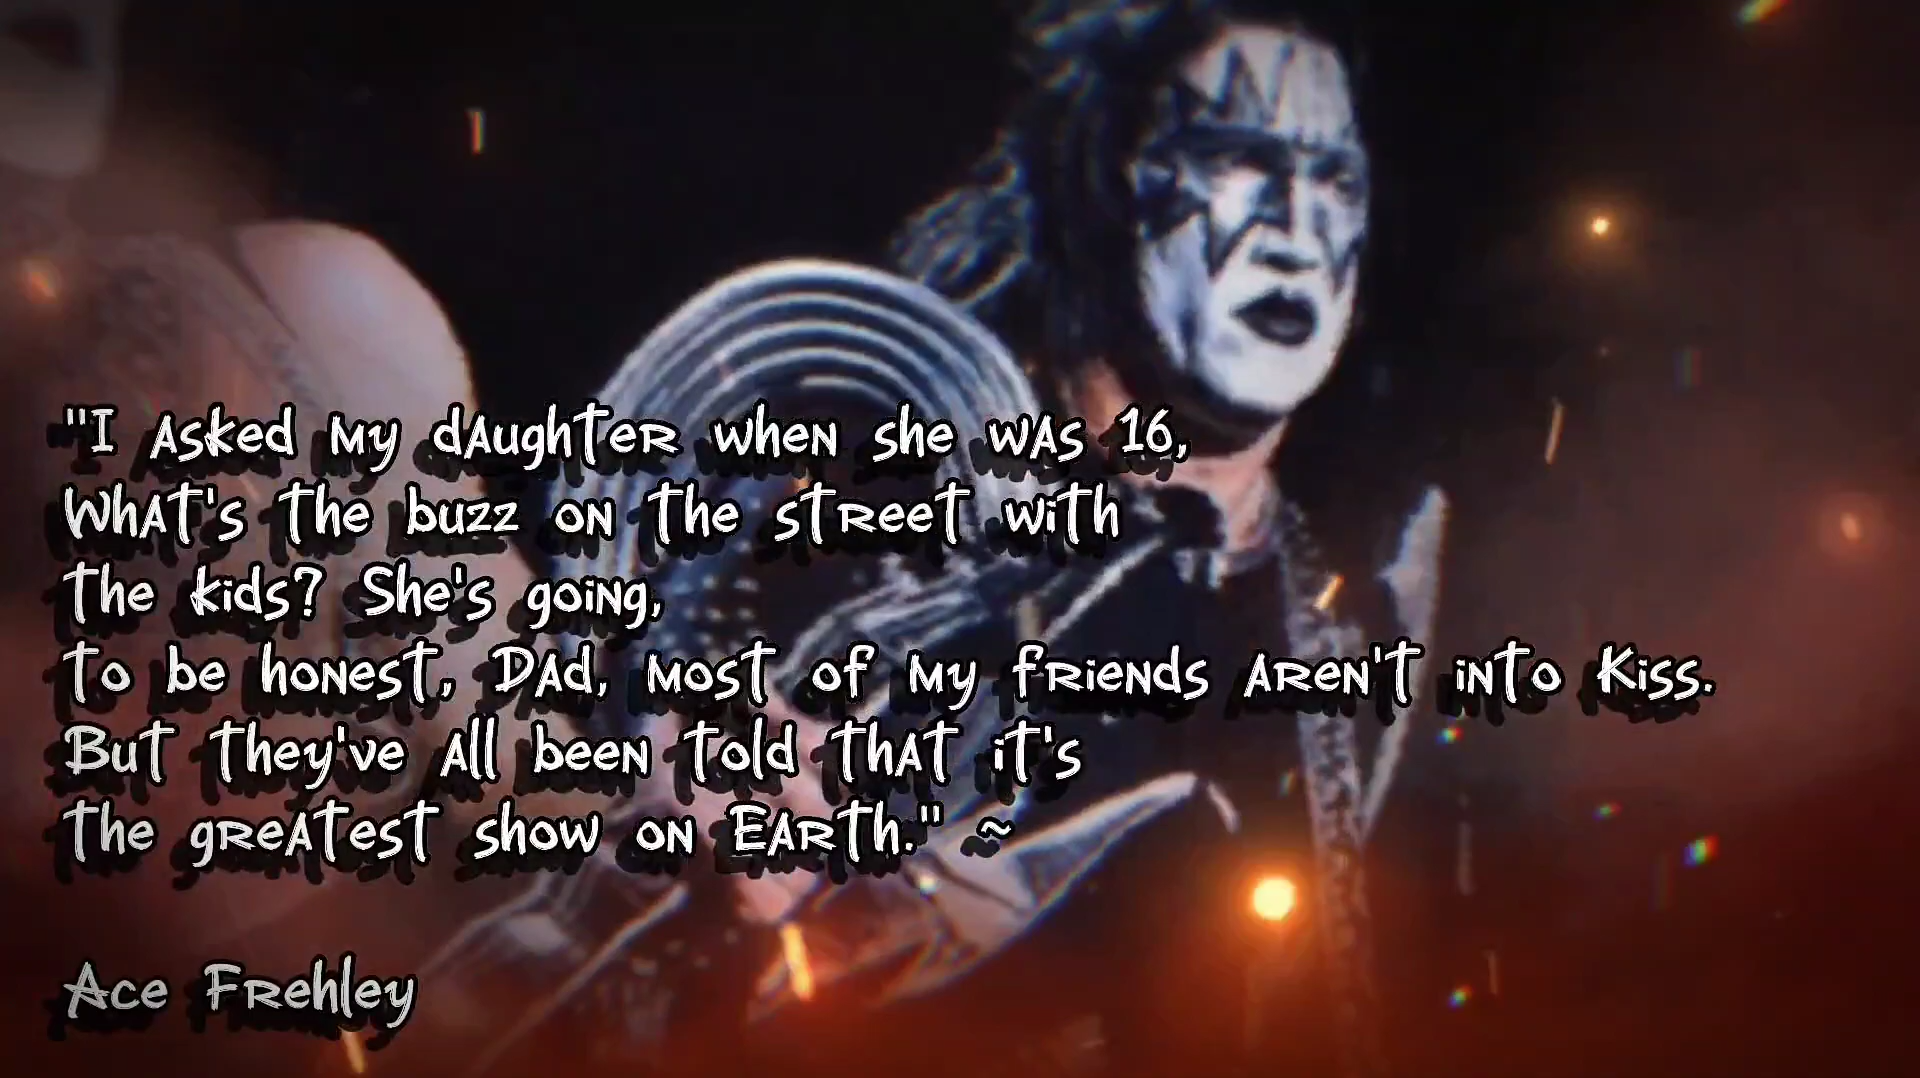 "I asked my daughter when she was 16,
What's the buzz on the street with
the kids? She's going,
to be honest, Dad, most of my friends aren't into Kiss.
But they've all been told that it's
the greatest show on Earth." ~
Ace Frehley